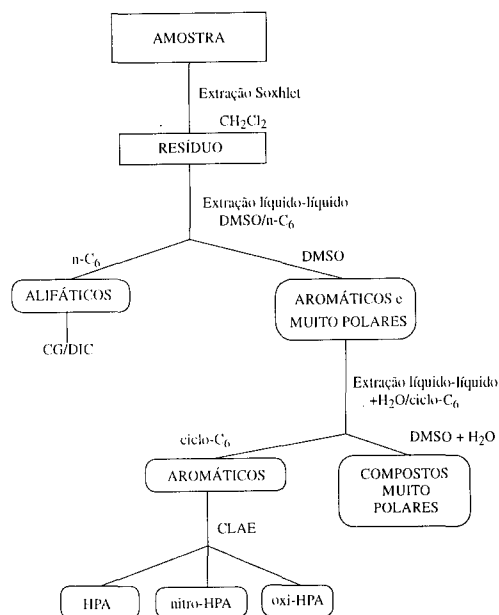 AMOSTRA
Extração Soxhlet
CH₂Cl₂
RESÍDUO
Extração líquido-líquido
DMSO/n-C₆
n-C₆
DMSO
ALIFÁTICOS
AROMÁTICOS e
MUITO POLARES
CG/DIC
Extração líquido-líquido
+H₂O/ciclo-C₆
ciclo-C₆
DMSO + H₂O
AROMÁTICOS
COMPOSTOS
MUITO
POLARES
CLAE
HPA
nitro-HPA
oxi-HPA